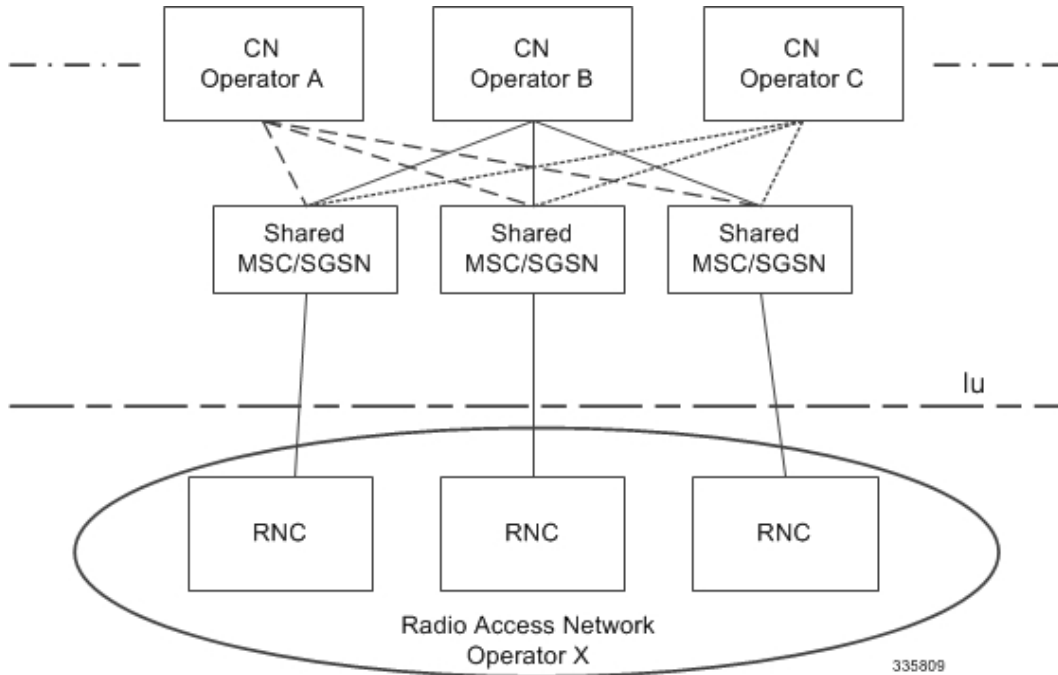 CN
Operator A
CN
Operator B
CN
Operator C
Shared
MSC/SGSN
Shared
MSC/SGSN
Shared
MSC/SGSN
Iu
RNC
RNC
RNC
Radio Access Network
Operator X
335809